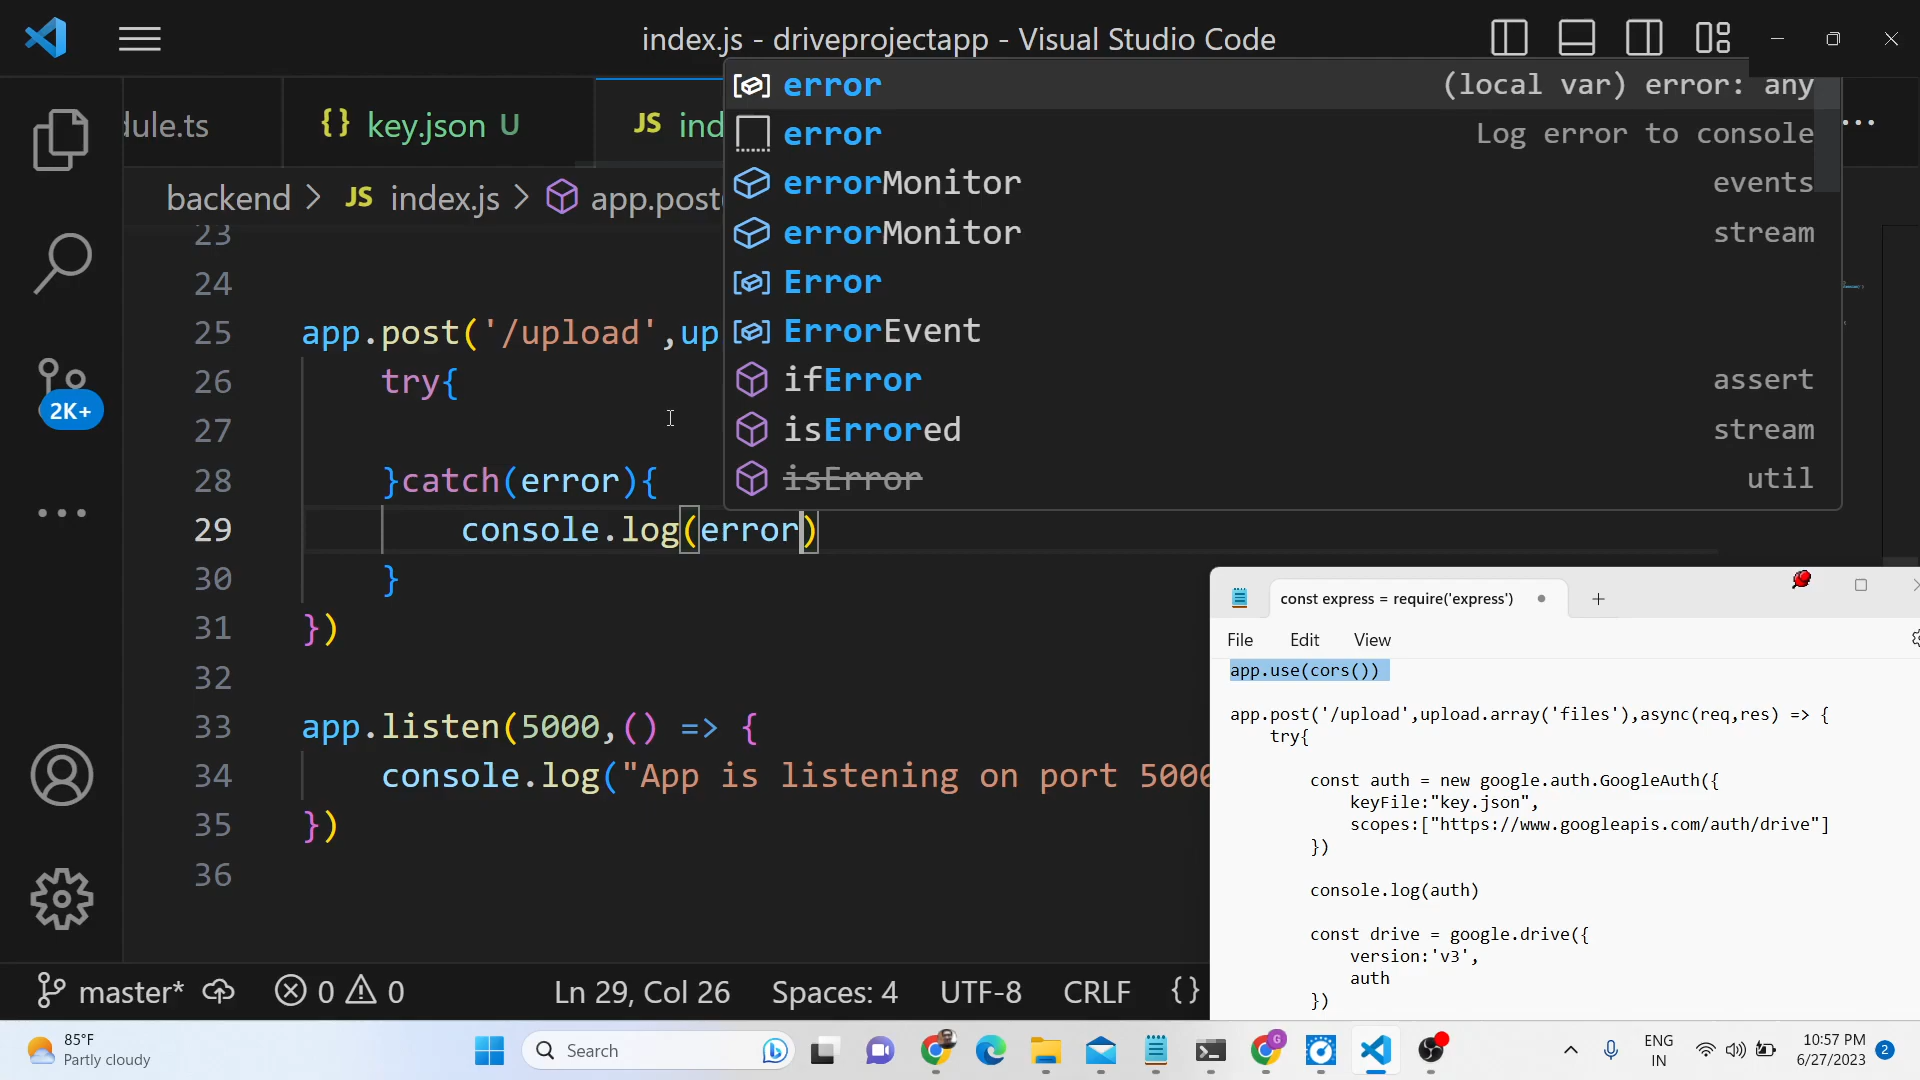 index.js - driveprojectapp - Visual Studio Code
dule.ts
{} key.json U
JS ind
backend > JS index.js > app.post
error (local var) error: any
error Log error to console
errorMonitor events
errorMonitor stream
Error
ErrorEvent
ifError assert
isErrored stream
isError util
2K+
23
24
25 app.post('/upload',up
26 try{
27
28 }catch(error){
29 console.log(error)
30 }
31 })
32
33 app.listen(5000,() => {
34 console.log("App is listening on port 5000
35 })
36
const express = require('express')
File Edit View
app.use(cors())
app.post('/upload',upload.array('files'),async(req,res) => {
try{
const auth = new google.auth.GoogleAuth({
keyFile:"key.json",
scopes:["https://www.googleapis.com/auth/drive"]
})
console.log(auth)
const drive = google.drive({
version:'v3',
auth
})
master* 0 0 Ln 29, Col 26 Spaces: 4 UTF-8 CRLF {}
85°F
Partly cloudy
Search
G
ENG
IN
10:57 PM
6/27/2023
2